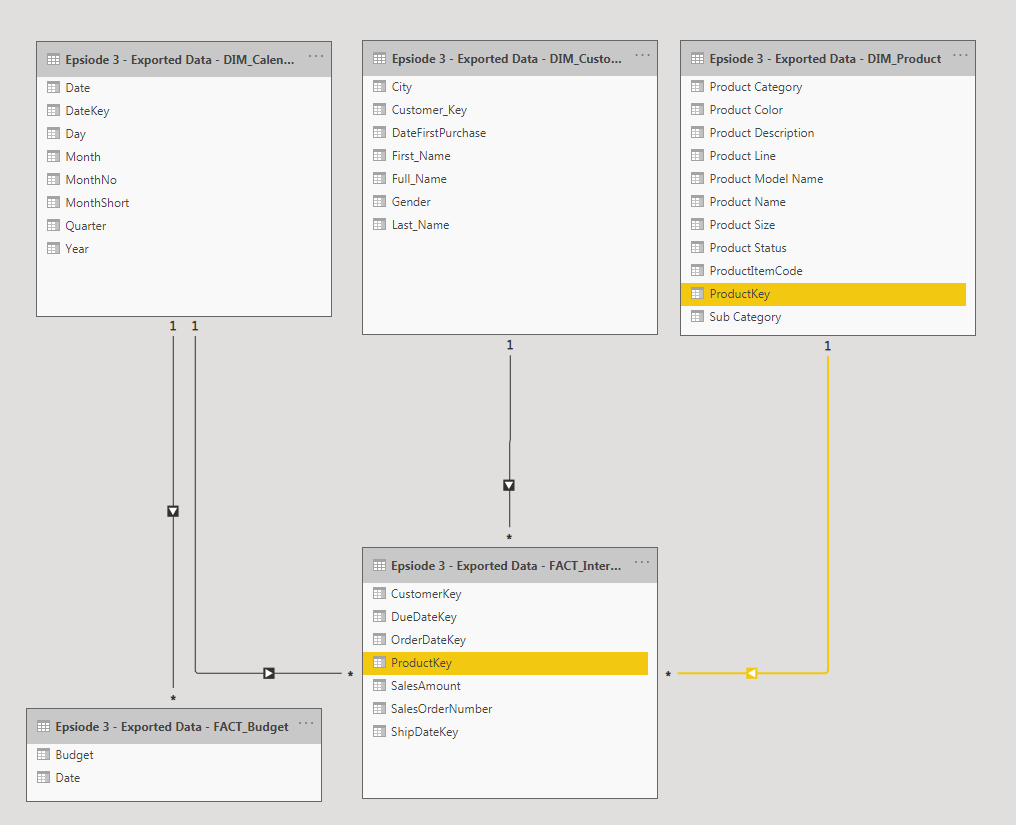 Epsiode 3 - Exported Data - DIM_Calen...
Date
DateKey
Day
Month
MonthNo
MonthShort
Quarter
Year
1 1
Epsiode 3 - Exported Data - DIM_Custo...
City
Customer_Key
DateFirstPurchase
First_Name
Full_Name
Gender
Last_Name
1
Epsiode 3 - Exported Data - DIM_Product
Product Category
Product Color
Product Description
Product Line
Product Model Name
Product Name
Product Size
Product Status
ProductItemCode
ProductKey
Sub Category
1
*
Epsiode 3 - Exported Data - FACT_Inter...
CustomerKey
DueDateKey
OrderDateKey
ProductKey
SalesAmount
SalesOrderNumber
ShipDateKey
* *
*
Epsiode 3 - Exported Data - FACT_Budget
Budget
Date